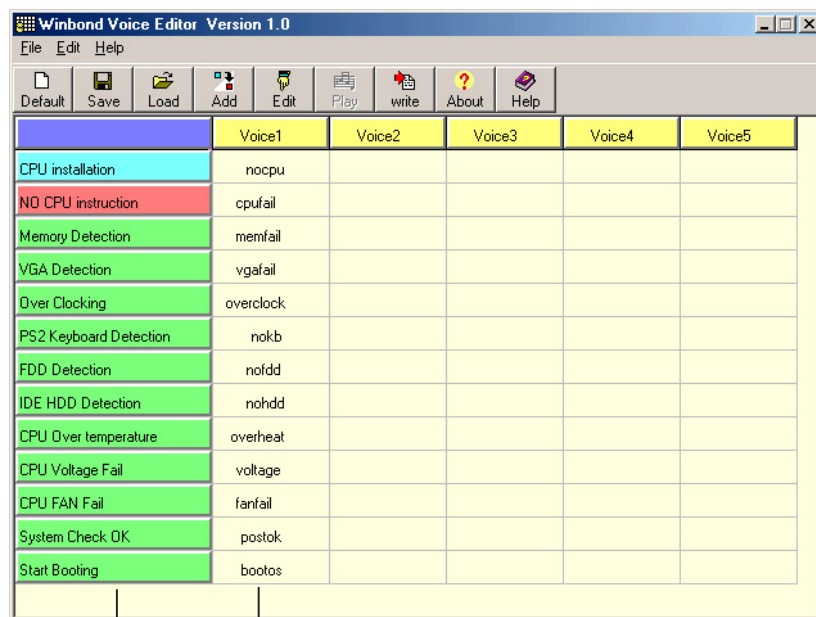 Winbond Voice Editor Version 1.0
File Edit Help
Default Save Load Add Edit Play write About Help
Voice1 Voice2 Voice3 Voice4 Voice5
CPU installation nocpu
NO CPU instruction cpufail
Memory Detection memfail
VGA Detection vgafail
Over Clocking overclock
PS2 Keyboard Detection nokb
FDD Detection nofdd
IDE HDD Detection nohdd
CPU Over temperature overheat
CPU Voltage Fail voltage
CPU FAN Fail fanfail
System Check OK postok
Start Booting bootos